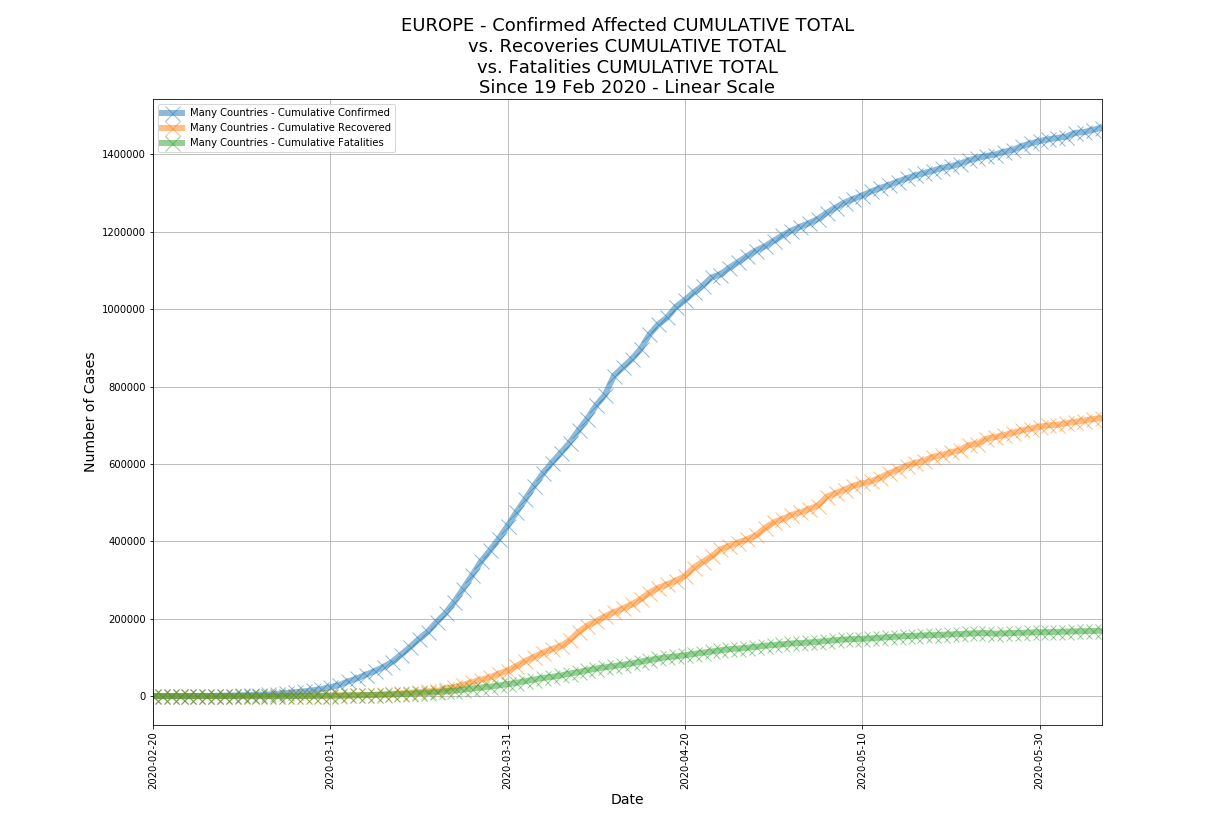 EUROPE - Confirmed Affected CUMULATIVE TOTAL
vs. Recoveries CUMULATIVE TOTAL
vs. Fatalities CUMULATIVE TOTAL
Since 19 Feb 2020 - Linear Scale
Many Countries - Cumulative Confirmed
Many Countries - Cumulative Recovered
Many Countries - Cumulative Fatalities
Number of Cases
1400000
1200000
1000000
800000
600000
400000
200000
0
2020-02-20
2020-03-11
2020-03-31
2020-04-20
2020-05-10
2020-05-30
Date